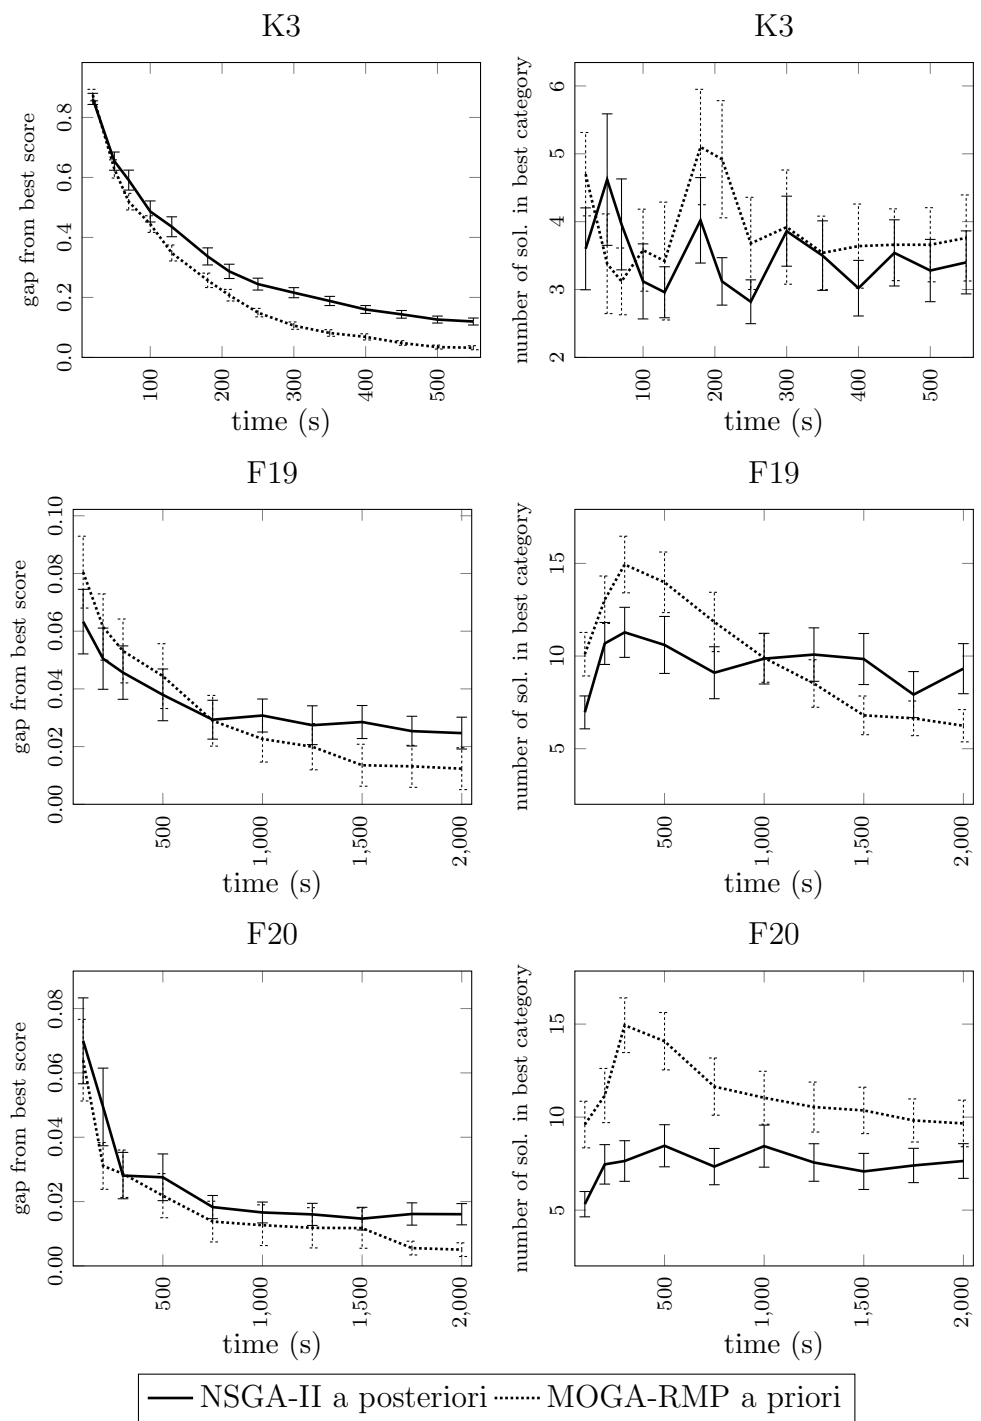 K3
K3
gap from best score
0.0
0.2
0.4
0.6
0.8
100
200
300
400
500
time (s)
number of sol. in best category
2
3
4
5
6
100
200
300
400
500
time (s)
F19
F19
gap from best score
0.00
0.02
0.04
0.06
0.08
0.10
500
1,000
1,500
2,000
time (s)
number of sol. in best category
5
10
15
500
1,000
1,500
2,000
time (s)
F20
F20
gap from best score
0.00
0.02
0.04
0.06
0.08
500
1,000
1,500
2,000
time (s)
number of sol. in best category
5
10
15
500
1,000
1,500
2,000
time (s)
NSGA-II a posteriori
MOGA-RMP a priori